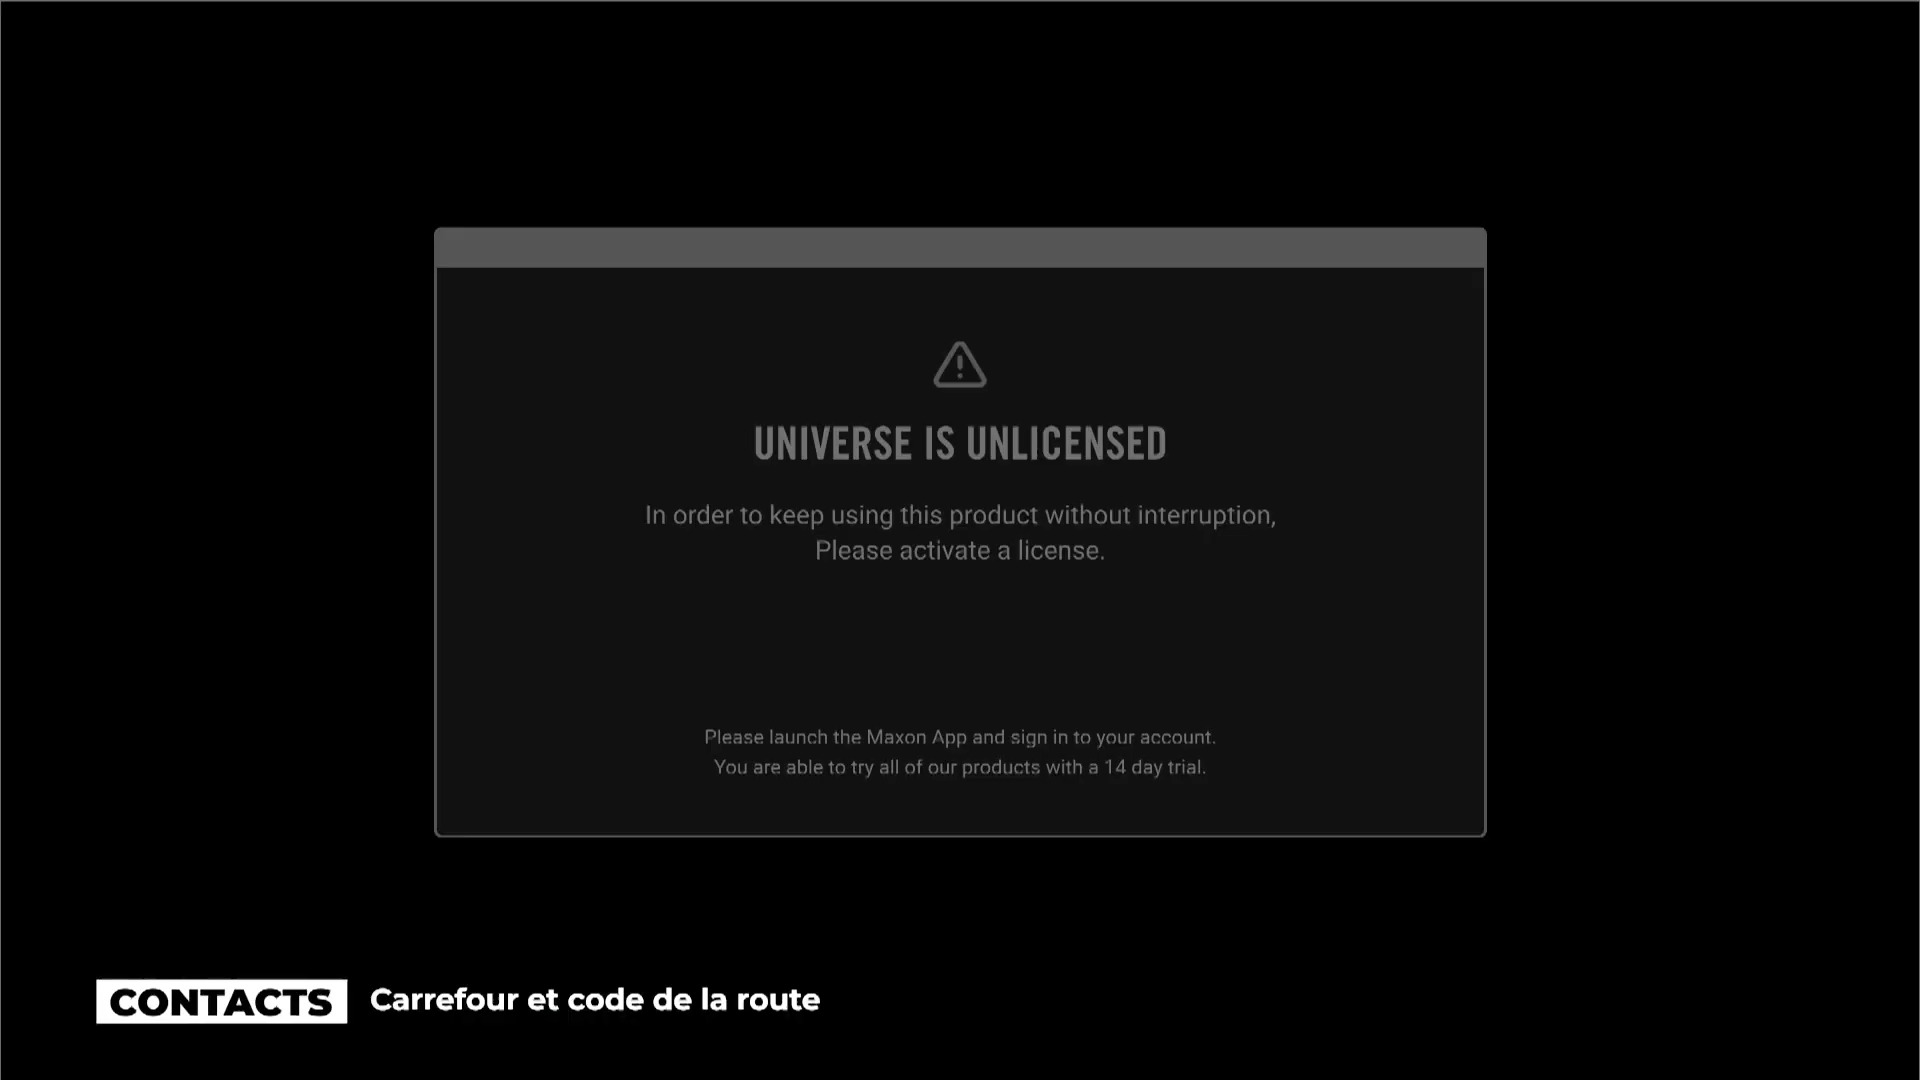 UNIVERSE IS UNLICENSED
In order to keep using this product without interruption,
Please activate a license.
Please launch the Maxon App and sign in to your account.
You are able to try all of our products with a 14 day trial.
CONTACTS Carrefour et code de la route